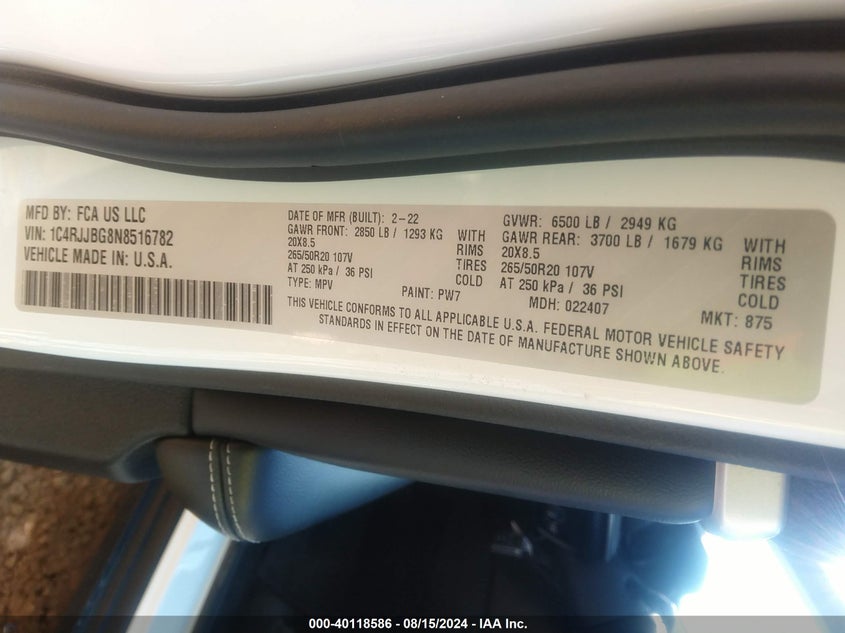 MFD BY: FCA US LLC
VIN: 1C4RJJBG8N8516782
VEHICLE MADE IN: U.S.A.
DATE OF MFR (BUILT): 2-22
GAWR FRONT: 2850 LB / 1293 KG WITH
20X8.5 RIMS
265/50R20 107V TIRES
AT 250 kPa / 36 PSI COLD
TYPE: MPV PAINT: PW7
GVWR: 6500 LB / 2949 KG
GAWR REAR: 3700 LB / 1679 KG WITH
20X8.5 RIMS
265/50R20 107V TIRES
AT 250 kPa / 36 PSI COLD
MDH: 022407 MKT: 875
THIS VEHICLE CONFORMS TO ALL APPLICABLE U.S.A. FEDERAL MOTOR VEHICLE SAFETY
STANDARDS IN EFFECT ON THE DATE OF MANUFACTURE SHOWN ABOVE.
000-40118586 - 08/15/2024 - IAA Inc.